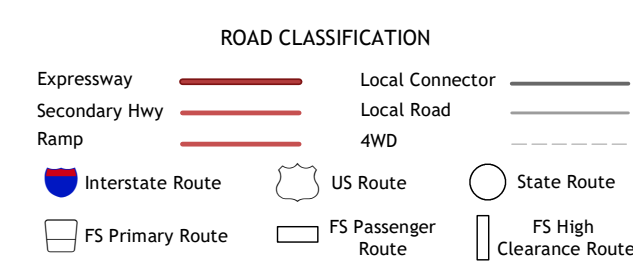 ROAD CLASSIFICATION
Expressway
Local Connector
Secondary Hwy
Local Road
Ramp
4WD
Interstate Route
US Route
State Route
FS Primary Route
FS Passenger
Route
FS High
Clearance Route